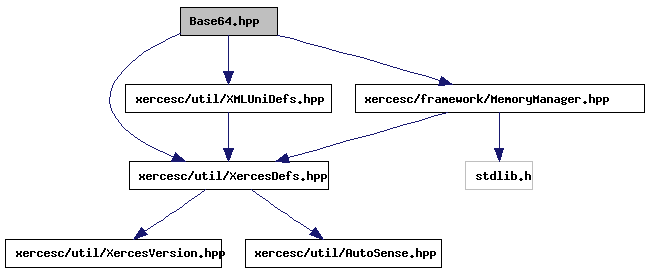 Base64.hpp
xercesc/util/XMLUniDefs.hpp
xercesc/framework/MemoryManager.hpp
xercesc/util/XercesDefs.hpp
stdlib.h
xercesc/util/XercesVersion.hpp
xercesc/util/AutoSense.hpp